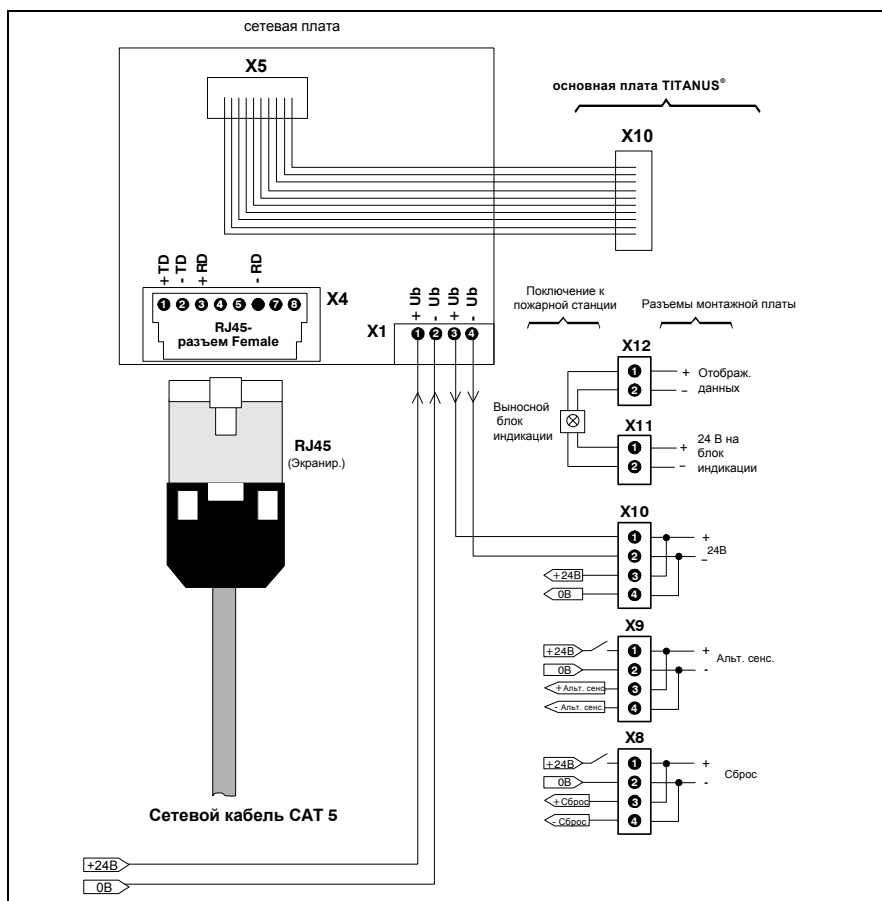 сетевая плата
X5
основная плата TITANUS®
X10
+ TD
- TD
+ RD
- RD
1 2 3 4 5 7 8
X4
RJ45-
разъем Female
+ Ub
- Ub
+ Ub
- Ub
X1
1 2 3 4
Поключение к
пожарной станции
Разъемы монтажной платы
X12
1 +
2 –
Отображ.
данных
Выносной
блок
индикации
X11
1 +
2 –
24 В на
блок
индикации
RJ45
(Экранир.)
X10
1 +
2 –
24В
+24В 3
0В 4
X9
+24В 1 +
0В 2 -
Альт. сенс.
+ Альт. сенс 3
- Альт. сенс. 4
X8
+24В 1 +
0В 2 -
Сброс
+Сброс 3
- Сброс 4
Сетевой кабель CAT 5
+24В
0В